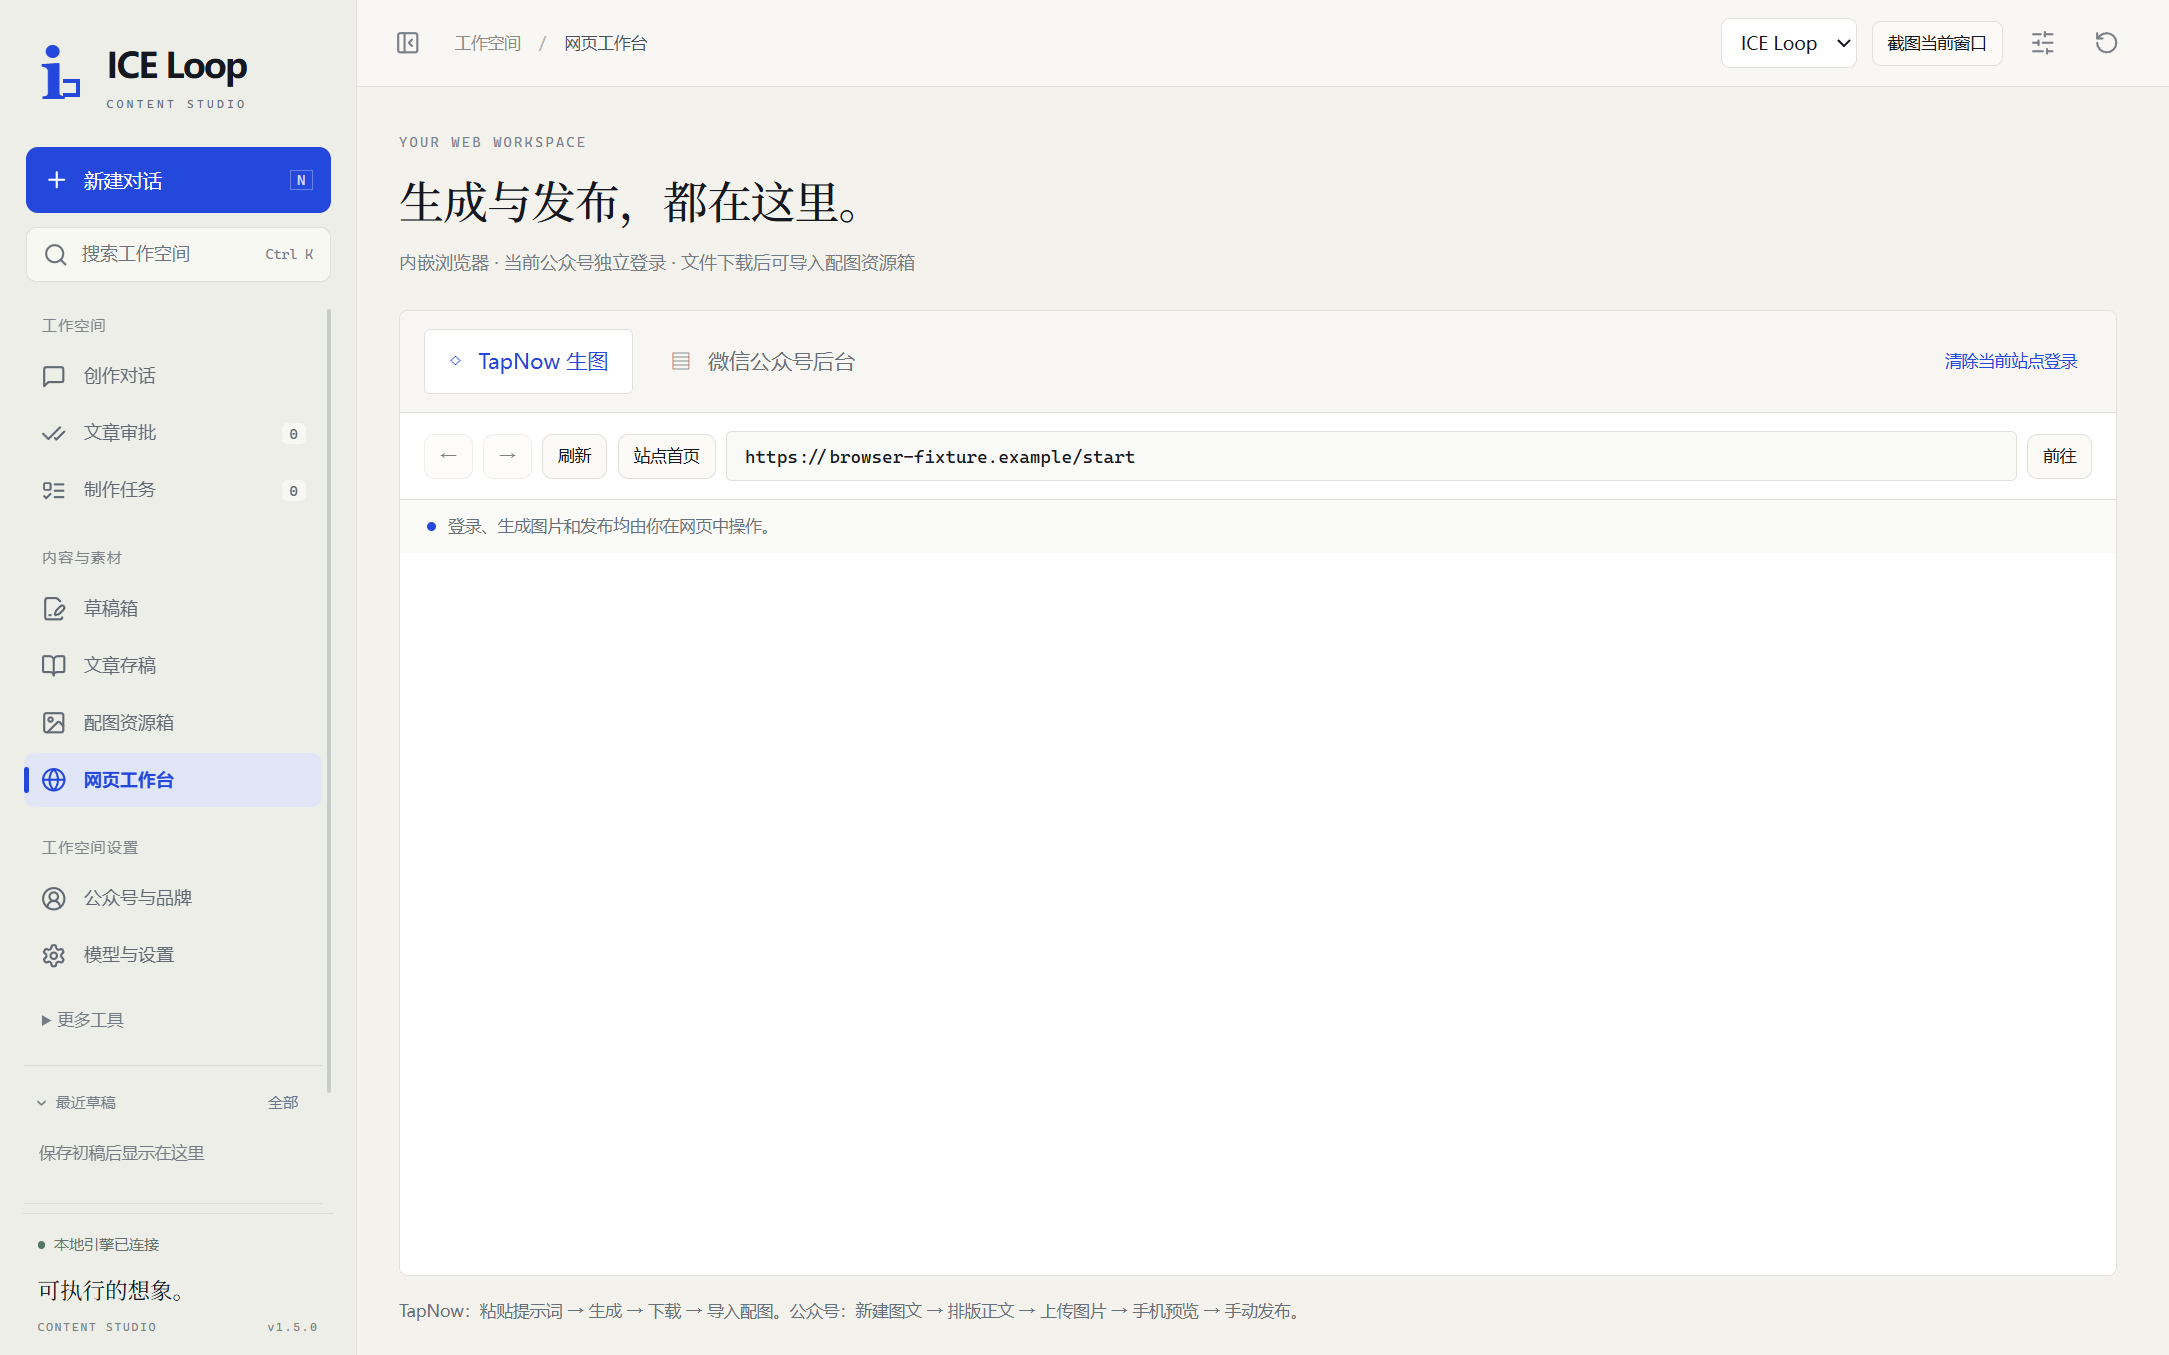 ICE Loop
CONTENT STUDIO
新建对话 N
搜索工作空间 Ctrl K
工作空间
创作对话
文章审批 0
制作任务 0
内容与素材
草稿箱
文章存稿
配图资源箱
网页工作台
工作空间设置
公众号与品牌
模型与设置
更多工具
最近草稿 全部
保存初稿后显示在这里
本地引擎已连接
可执行的想象。
CONTENT STUDIO v1.5.0
工作空间 / 网页工作台
ICE Loop 截图当前窗口
YOUR WEB WORKSPACE
生成与发布，都在这里。
内嵌浏览器 · 当前公众号独立登录 · 文件下载后可导入配图资源箱
TapNow 生图 微信公众号后台 清除当前站点登录
← → 刷新 站点首页 https://browser-fixture.example/start 前往
登录、生成图片和发布均由你在网页中操作。
TapNow：粘贴提示词 → 生成 → 下载 → 导入配图。公众号：新建图文 → 排版正文 → 上传图片 → 手机预览 → 手动发布。